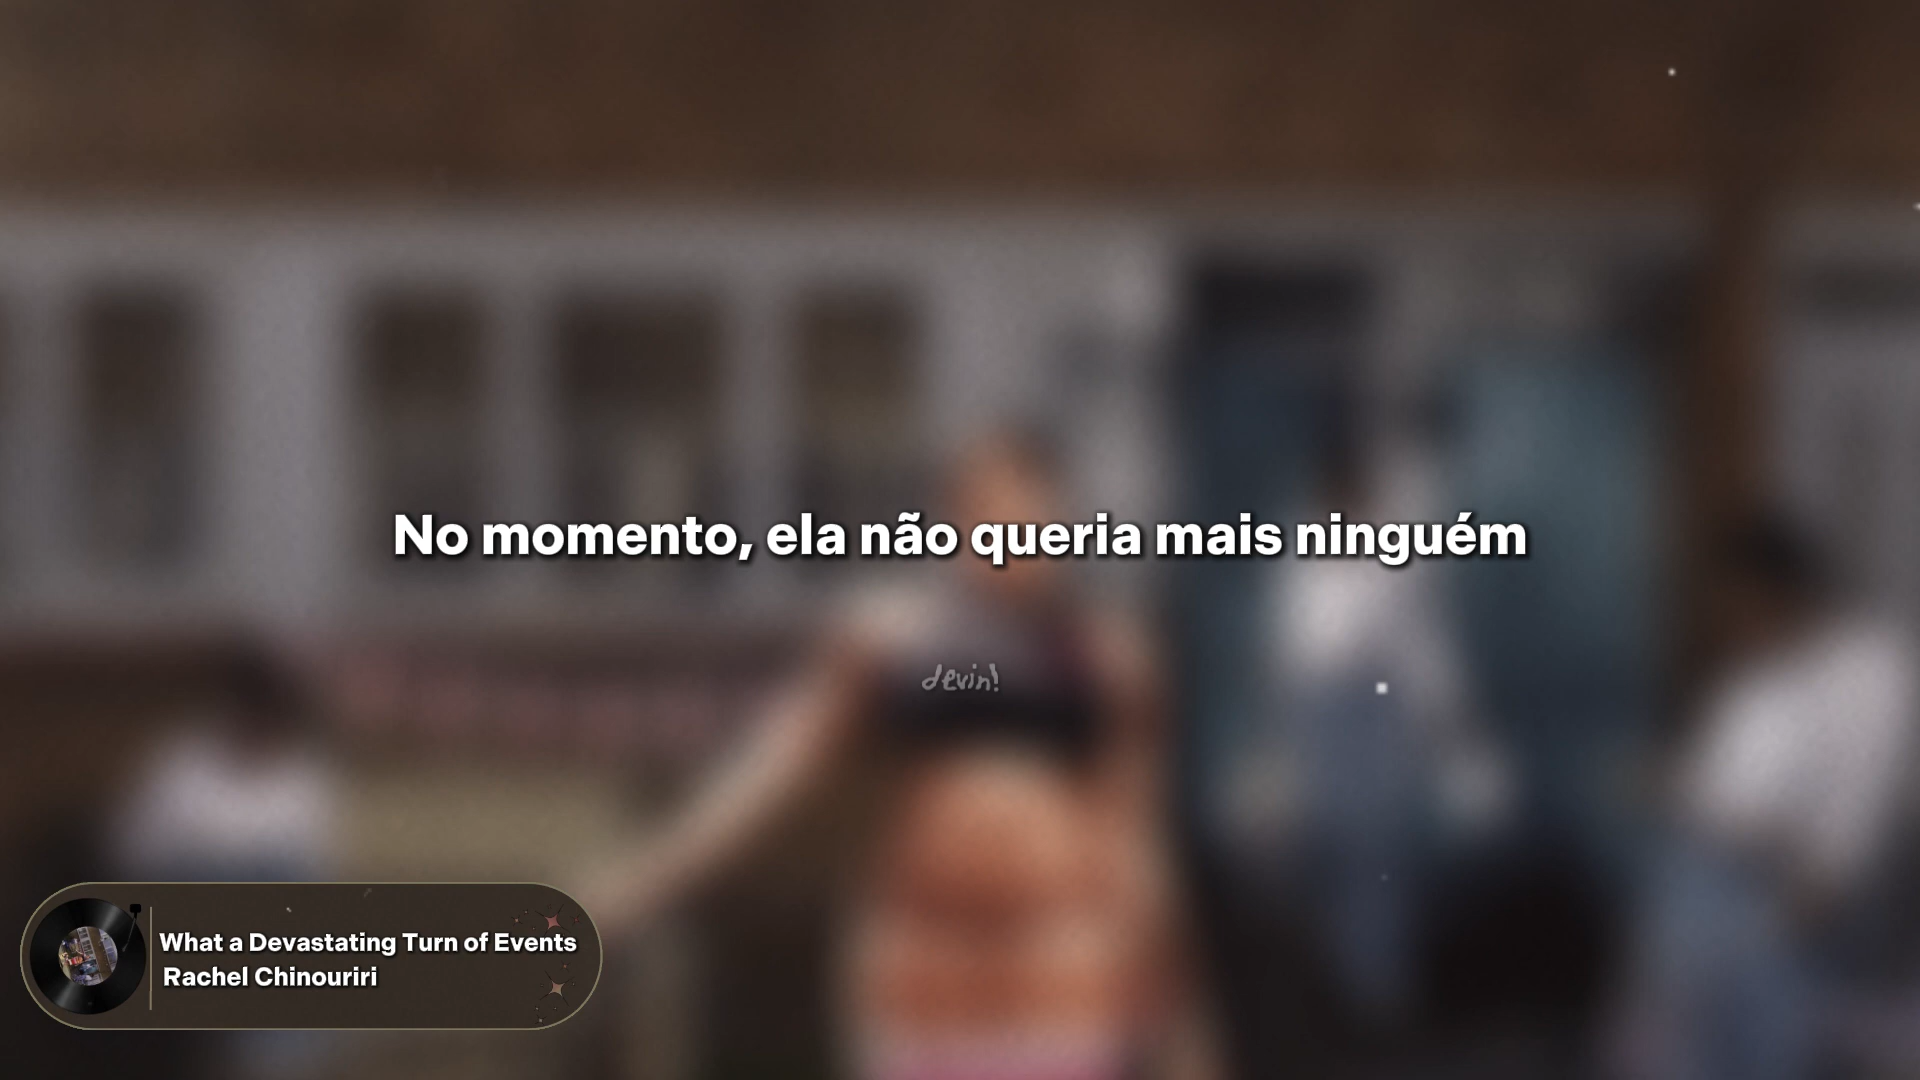 No momento, ela não queria mais ninguém
devin!
What a Devastating Turn of Events
Rachel Chinouriri